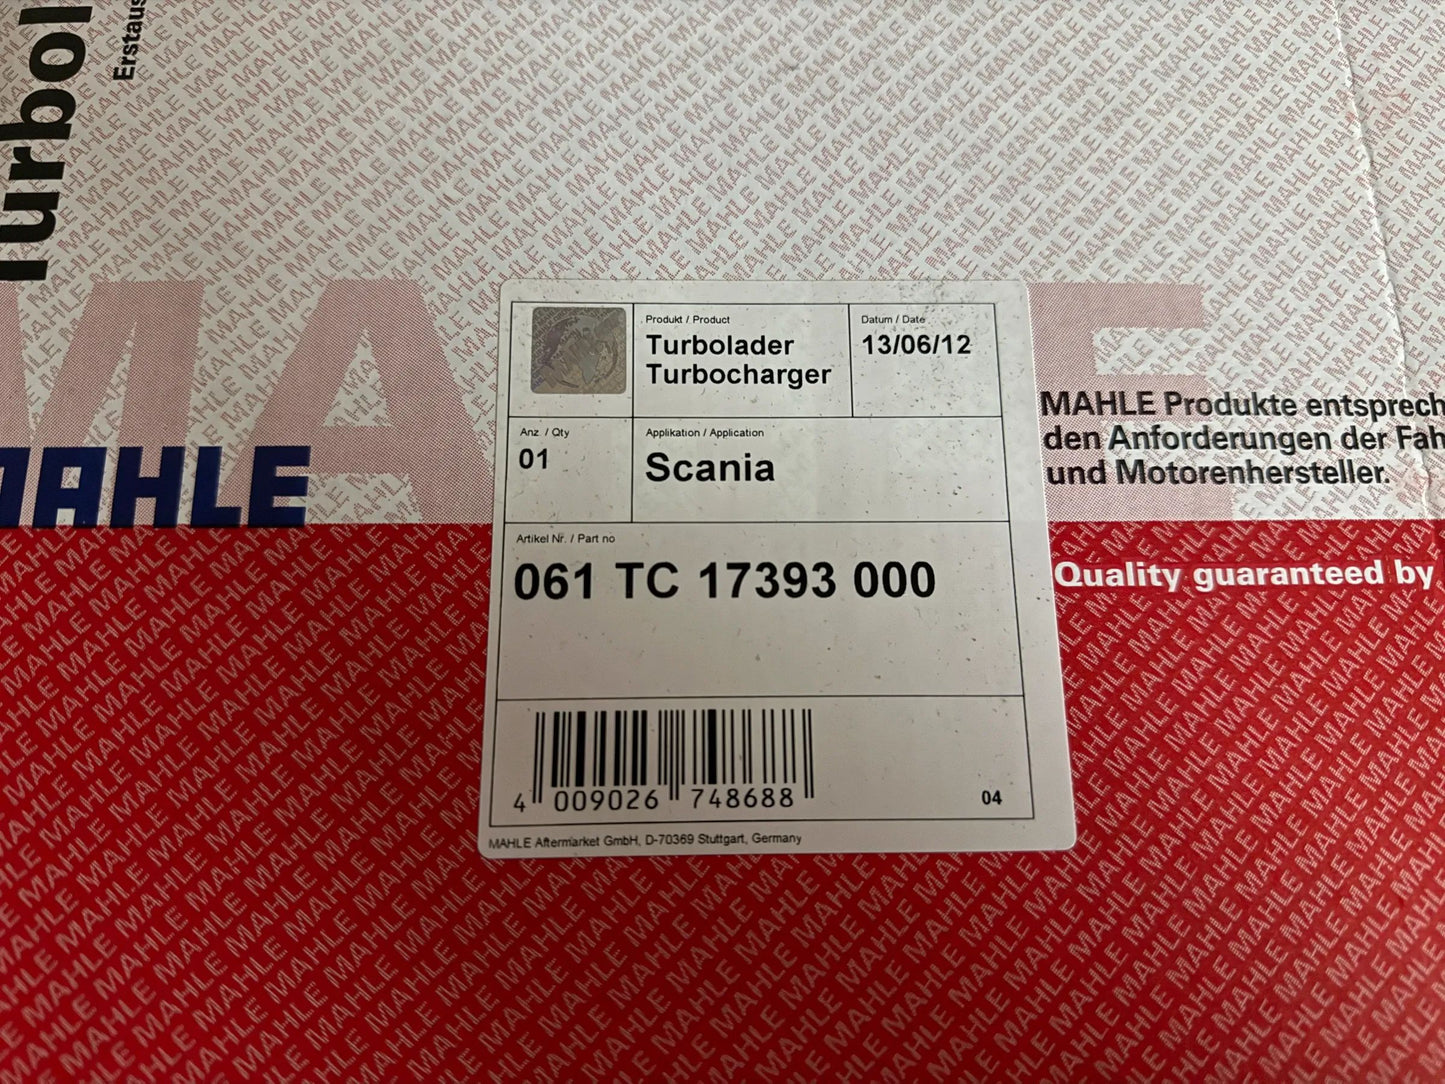 Turbol
Erstaus
MAHLE
Produkt / Product
Turbolader
Turbocharger
Datum / Date
13/06/12
Anz. / Qty
01
Applikation / Application
Scania
Artikel Nr. / Part no
061 TC 17393 000
4 009026 748688
04
MAHLE Aftermarket GmbH, D-70369 Stuttgart, Germany
MAHLE Produkte entsprech
den Anforderungen der Fah
und Motorenhersteller.
Quality guaranteed by